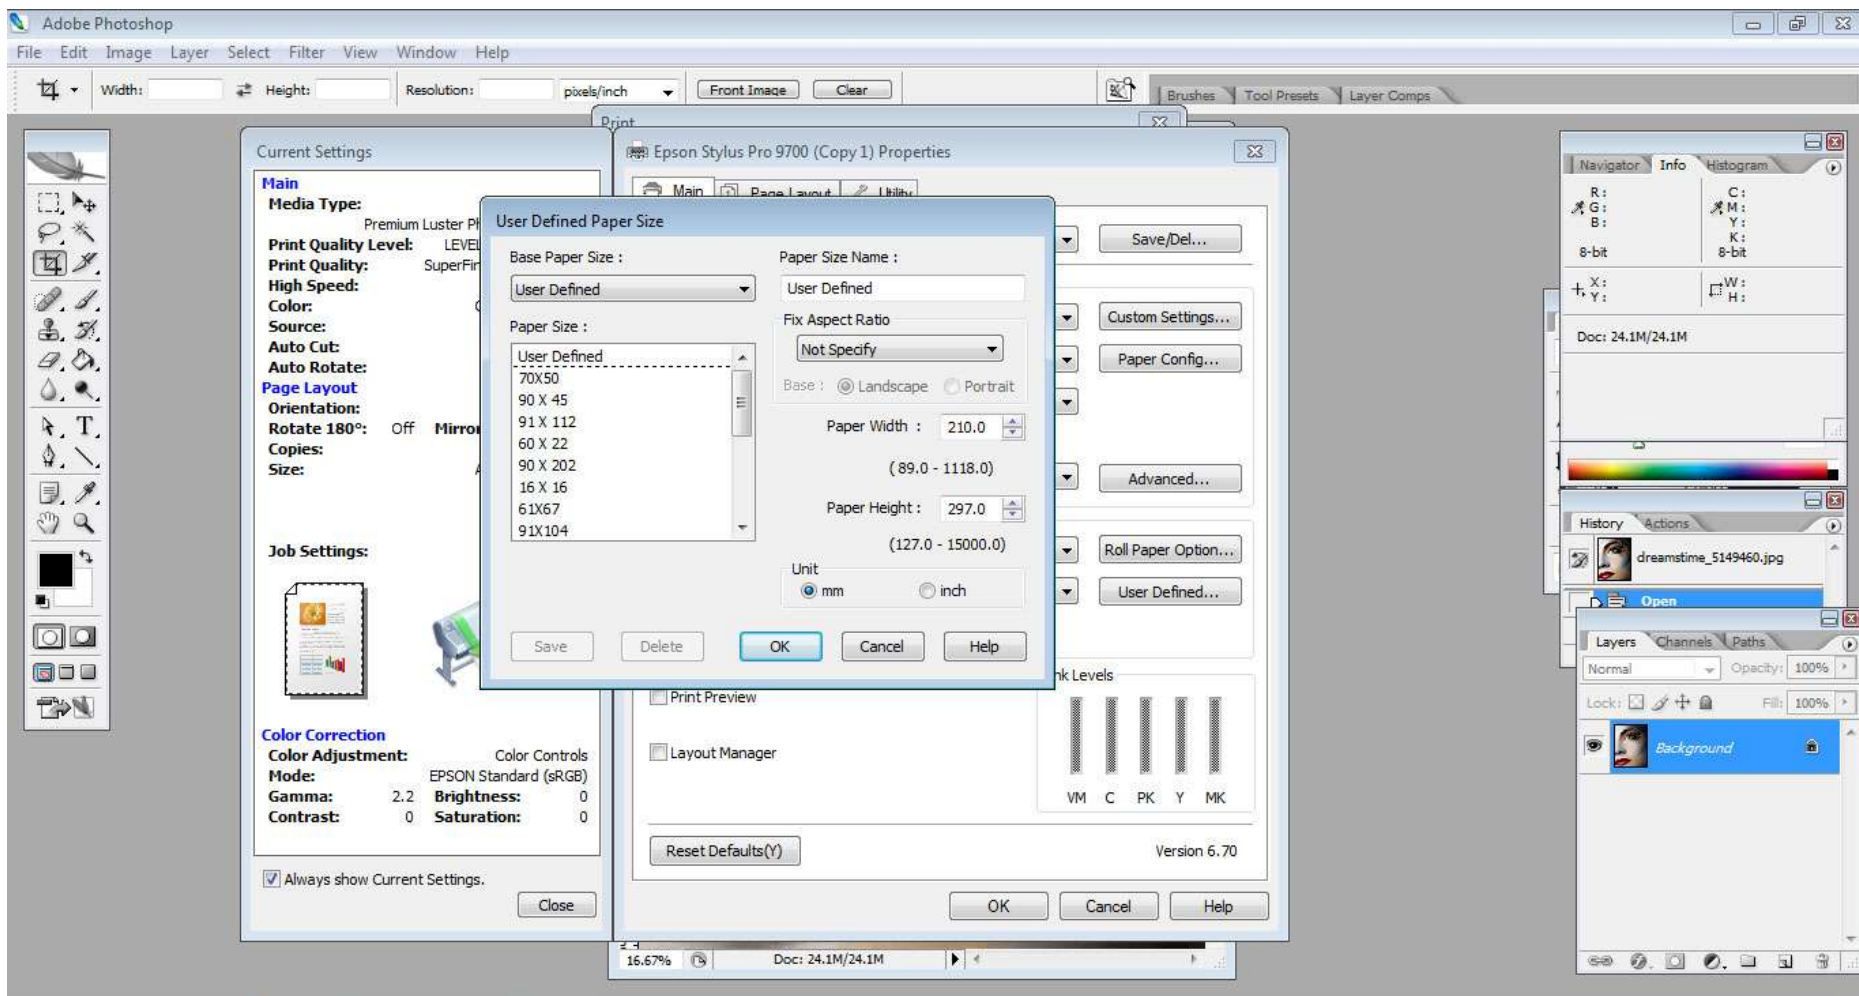 Adobe Photoshop
File Edit Image Layer Select Filter View Window Help
Width: Height: Resolution: pixels/inch Front Image Clear
Brushes Tool Presets Layer Comps
Print
Current Settings
Main
Media Type:
Premium Luster Ph
Print Quality Level: LEVEL
Print Quality: SuperFin
High Speed:
Color:
Source:
Auto Cut:
Auto Rotate:
Page Layout
Orientation:
Rotate 180°: Off Mirror
Copies:
Size:
Job Settings:
Color Correction
Color Adjustment: Color Controls
Mode: EPSON Standard (sRGB)
Gamma: 2.2 Brightness: 0
Contrast: 0 Saturation: 0
Always show Current Settings.
Close
Epson Stylus Pro 9700 (Copy 1) Properties
Main Page Layout Utility
Save/Del...
Custom Settings...
Paper Config...
Advanced...
Roll Paper Option...
User Defined...
User Defined Paper Size
Base Paper Size :
User Defined
Paper Size :
User Defined
70X50
90 X 45
91 X 112
60 X 22
90 X 202
16 X 16
61X67
91X104
Paper Size Name :
User Defined
Fix Aspect Ratio
Not Specify
Base : Landscape Portrait
Paper Width : 210.0
( 89.0 - 1118.0)
Paper Height : 297.0
(127.0 - 15000.0)
Unit
mm inch
Save Delete OK Cancel Help
Print Preview
Layout Manager
nk Levels
VM C PK Y MK
Reset Defaults(Y)
Version 6.70
OK Cancel Help
16.67% Doc: 24.1M/24.1M
Navigator Info Histogram
R: C:
G: M:
B: Y:
K:
8-bit 8-bit
X: W:
Y: H:
Doc: 24.1M/24.1M
History Actions
dreamstime_5149460.jpg
Open
Layers Channels Paths
Normal Opacity: 100%
Lock: Fill: 100%
Background